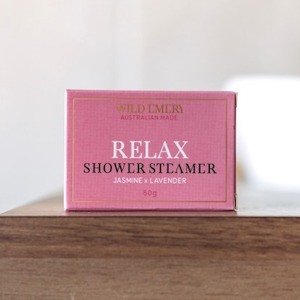 WILD EMERY
AUSTRALIAN MADE
RELAX
SHOWER STEAMER
JASMINE x LAVENDER
60g